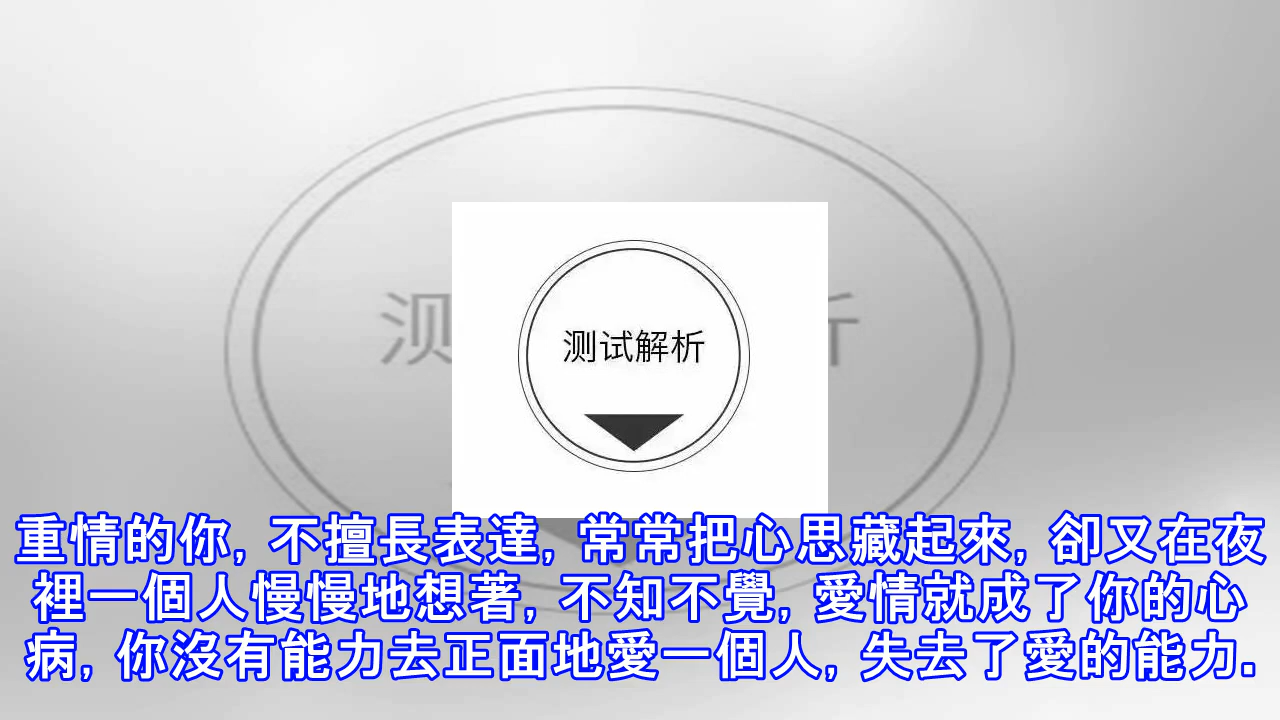 测试解析
重情的你, 不擅長表達, 常常把心思藏起來, 卻又在夜
裡一個人慢慢地想著, 不知不覺, 愛情就成了你的心
病, 你沒有能力去正面地愛一個人, 失去了愛的能力.